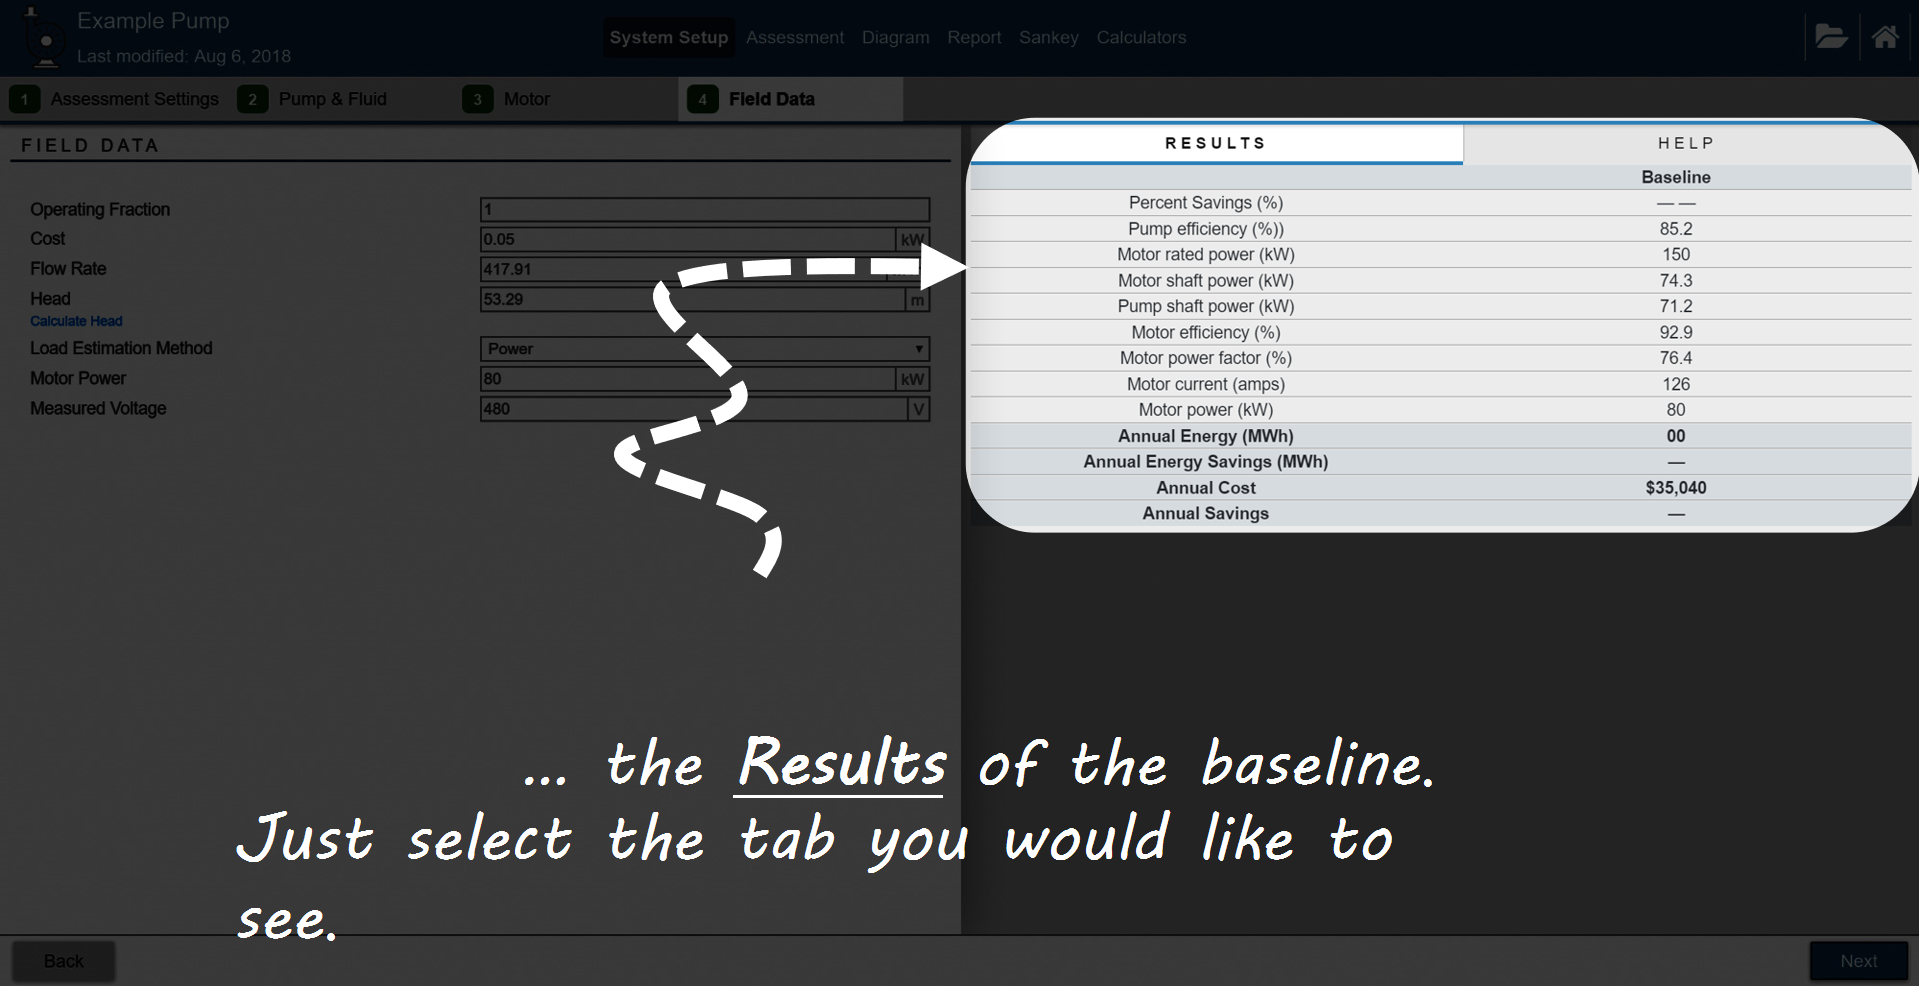 Example Pump
Last modified: Aug 6, 2018
System Setup Assessment Diagram Report Sankey Calculators
1 Assessment Settings 2 Pump & Fluid 3 Motor 4 Field Data
FIELD DATA
Operating Fraction 1
Cost 0.05 kW
Flow Rate 417.91
Head 53.29 m
Calculate Head
Load Estimation Method Power
Motor Power 80 kW
Measured Voltage 480 V
RESULTS HELP
Baseline
Percent Savings (%) — —
Pump efficiency (%)) 85.2
Motor rated power (kW) 150
Motor shaft power (kW) 74.3
Pump shaft power (kW) 71.2
Motor efficiency (%) 92.9
Motor power factor (%) 76.4
Motor current (amps) 126
Motor power (kW) 80
Annual Energy (MWh) 00
Annual Energy Savings (MWh) —
Annual Cost $35,040
Annual Savings —
... the Results of the baseline.
Just select the tab you would like to
see.
Back Next